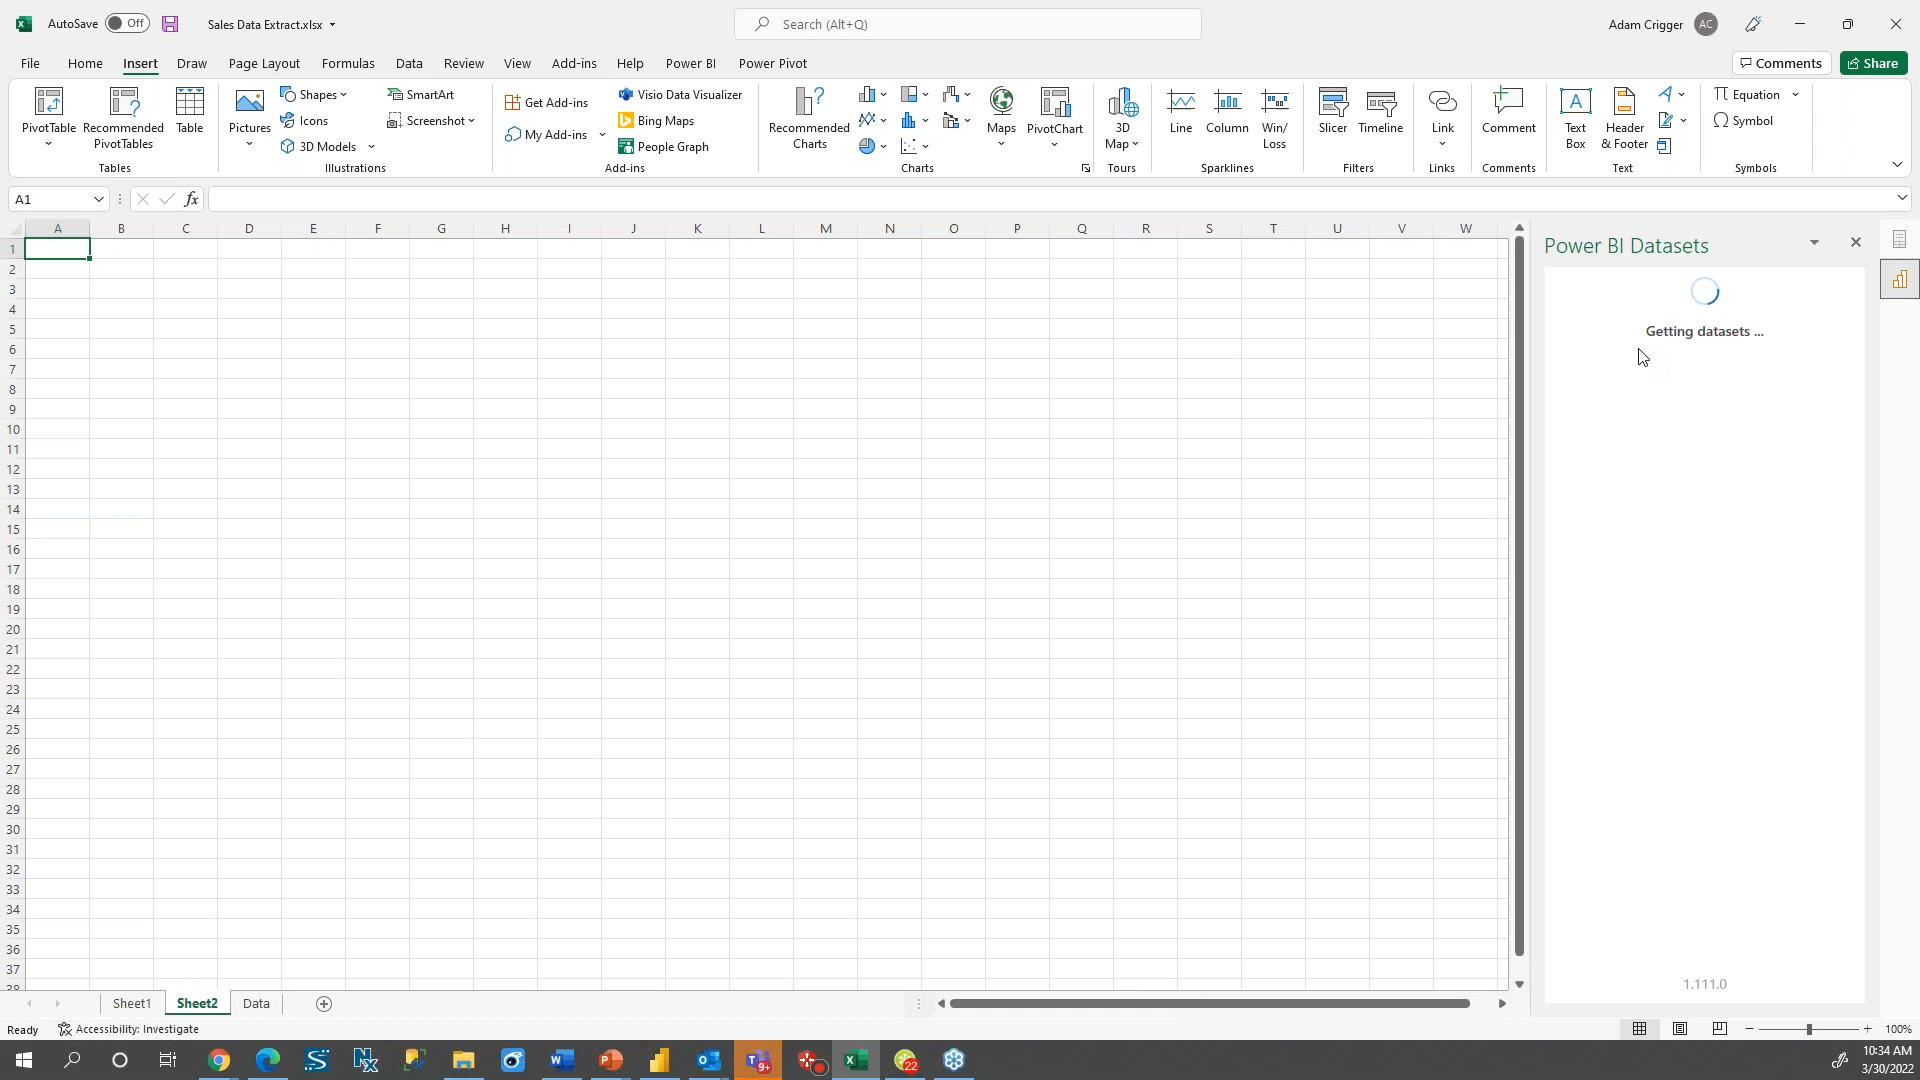 AutoSave Off Sales Data Extract.xlsx Search (Alt+Q) Adam Crigger AC
File Home Insert Draw Page Layout Formulas Data Review View Add-ins Help Power BI Power Pivot Comments Share
PivotTable
Recommended
PivotTables
Table
Tables
Pictures
Shapes
Icons
3D Models
SmartArt
Screenshot
Illustrations
Get Add-ins
My Add-ins
Visio Data Visualizer
Bing Maps
People Graph
Add-ins
Recommended
Charts
Maps
PivotChart
Charts
3D
Map
Tours
Line
Column
Win/
Loss
Sparklines
Slicer
Timeline
Filters
Link
Links
Comment
Comments
Text
Box
Header
& Footer
Text
Equation
Symbol
Symbols
A1 fx
A B C D E F G H I J K L M N O P Q R S T U V W
1
2
3
4
5
6
7
8
9
10
11
12
13
14
15
16
17
18
19
20
21
22
23
24
25
26
27
28
29
30
31
32
33
34
35
36
37
38
Power BI Datasets
Getting datasets ...
1.111.0
Sheet1 Sheet2 Data
Ready Accessibility: Investigate 100%
9+
22
10:34 AM
3/30/2022